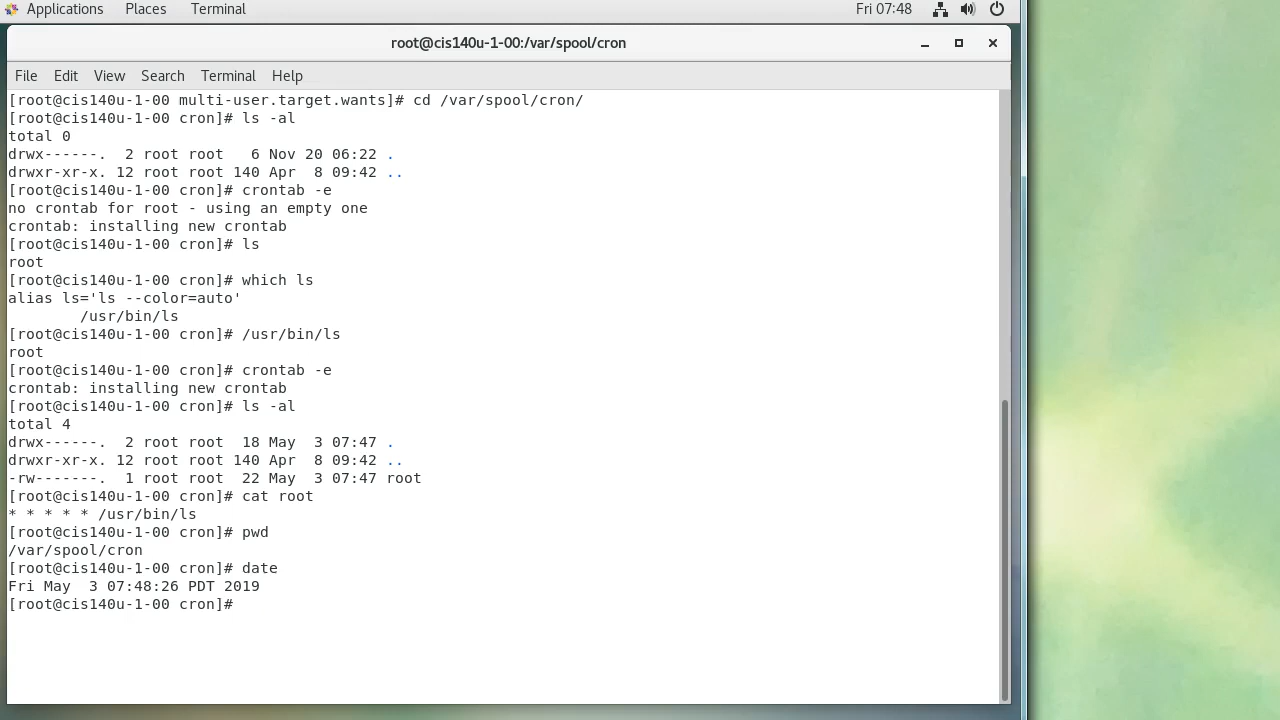 Applications Places Terminal Fri 07:48
root@cis140u-1-00:/var/spool/cron
File Edit View Search Terminal Help
[root@cis140u-1-00 multi-user.target.wants]# cd /var/spool/cron/
[root@cis140u-1-00 cron]# ls -al
total 0
drwx------.  2 root root   6 Nov 20 06:22 .
drwxr-xr-x. 12 root root 140 Apr  8 09:42 ..
[root@cis140u-1-00 cron]# crontab -e
no crontab for root - using an empty one
crontab: installing new crontab
[root@cis140u-1-00 cron]# ls
root
[root@cis140u-1-00 cron]# which ls
alias ls='ls --color=auto'
        /usr/bin/ls
[root@cis140u-1-00 cron]# /usr/bin/ls
root
[root@cis140u-1-00 cron]# crontab -e
crontab: installing new crontab
[root@cis140u-1-00 cron]# ls -al
total 4
drwx------.  2 root root  18 May  3 07:47 .
drwxr-xr-x. 12 root root 140 Apr  8 09:42 ..
-rw-------.  1 root root  22 May  3 07:47 root
[root@cis140u-1-00 cron]# cat root
* * * * * /usr/bin/ls
[root@cis140u-1-00 cron]# pwd
/var/spool/cron
[root@cis140u-1-00 cron]# date
Fri May  3 07:48:26 PDT 2019
[root@cis140u-1-00 cron]#